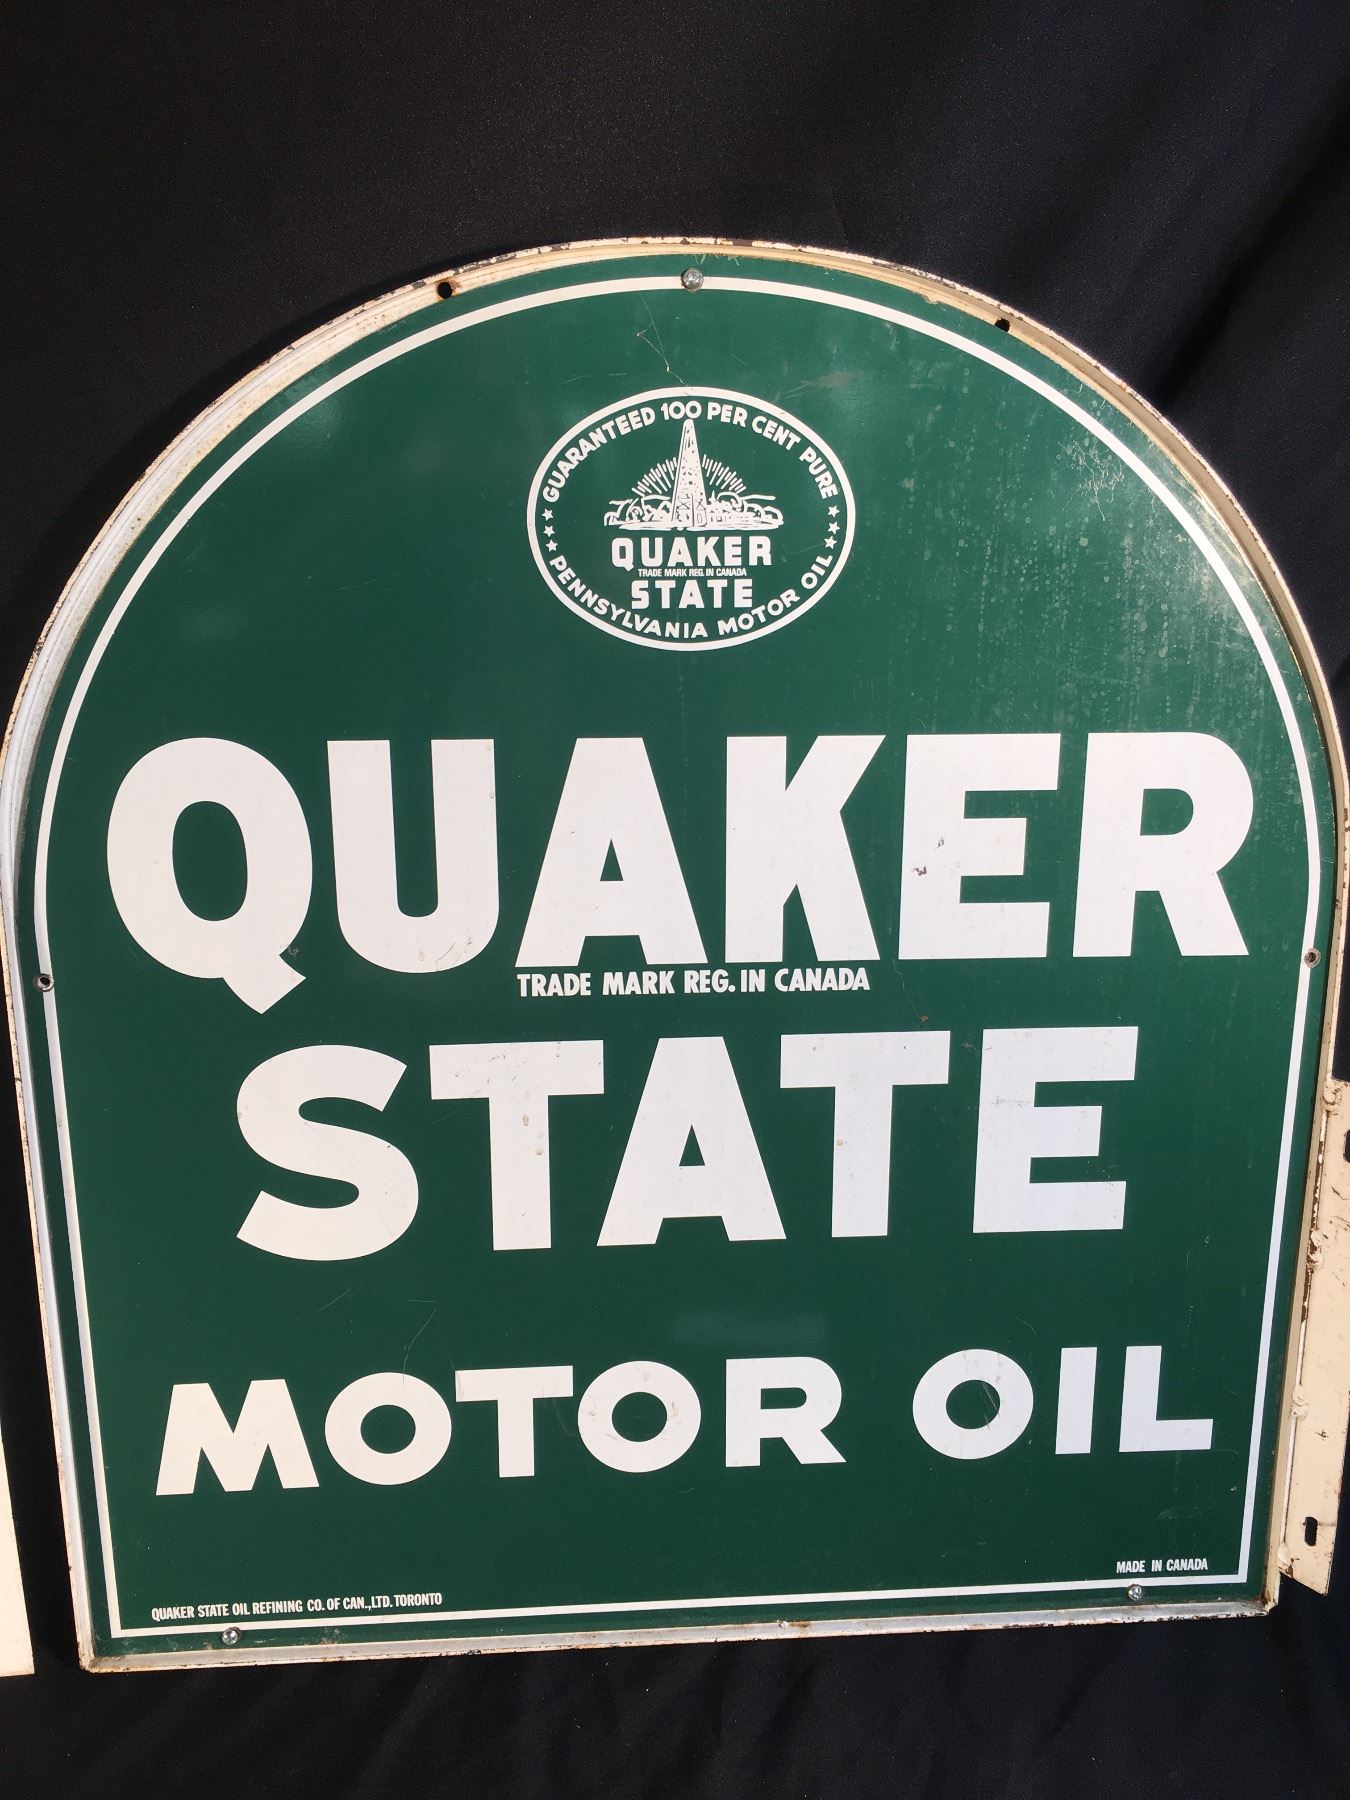 GUARANTEED 100 PER CENT PURE
QUAKER
TRADE MARK REG. IN CANADA
STATE
PENNSYLVANIA MOTOR OIL
QUAKER
TRADE MARK REG. IN CANADA
STATE
MOTOR OIL
MADE IN CANADA
QUAKER STATE OIL REFINING CO. OF CAN., LTD. TORONTO